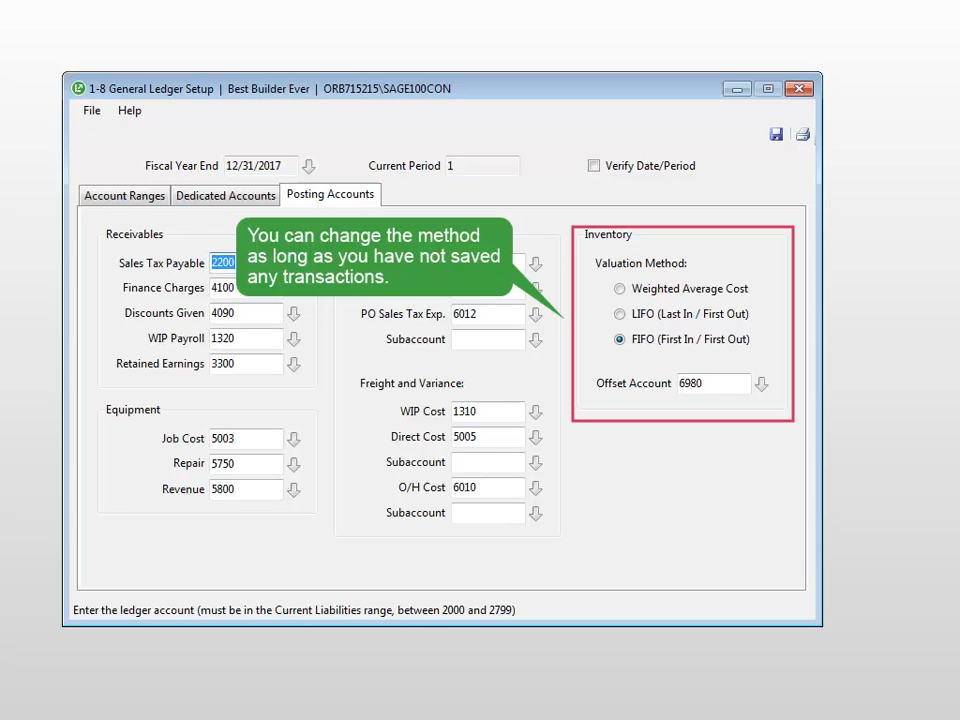 1-8 General Ledger Setup | Best Builder Ever | ORB715215\SAGE100CON
File Help
Fiscal Year End 12/31/2017 Current Period 1 Verify Date/Period
Account Ranges Dedicated Accounts Posting Accounts
Receivables
Sales Tax Payable 2200
Finance Charges 4100
Discounts Given 4090
WIP Payroll 1320
Retained Earnings 3300
Equipment
Job Cost 5003
Repair 5750
Revenue 5800
You can change the method
as long as you have not saved
any transactions.
PO Sales Tax Exp. 6012
Subaccount
Freight and Variance:
WIP Cost 1310
Direct Cost 5005
Subaccount
O/H Cost 6010
Subaccount
Inventory
Valuation Method:
Weighted Average Cost
LIFO (Last In / First Out)
FIFO (First In / First Out)
Offset Account 6980
Enter the ledger account (must be in the Current Liabilities range, between 2000 and 2799)